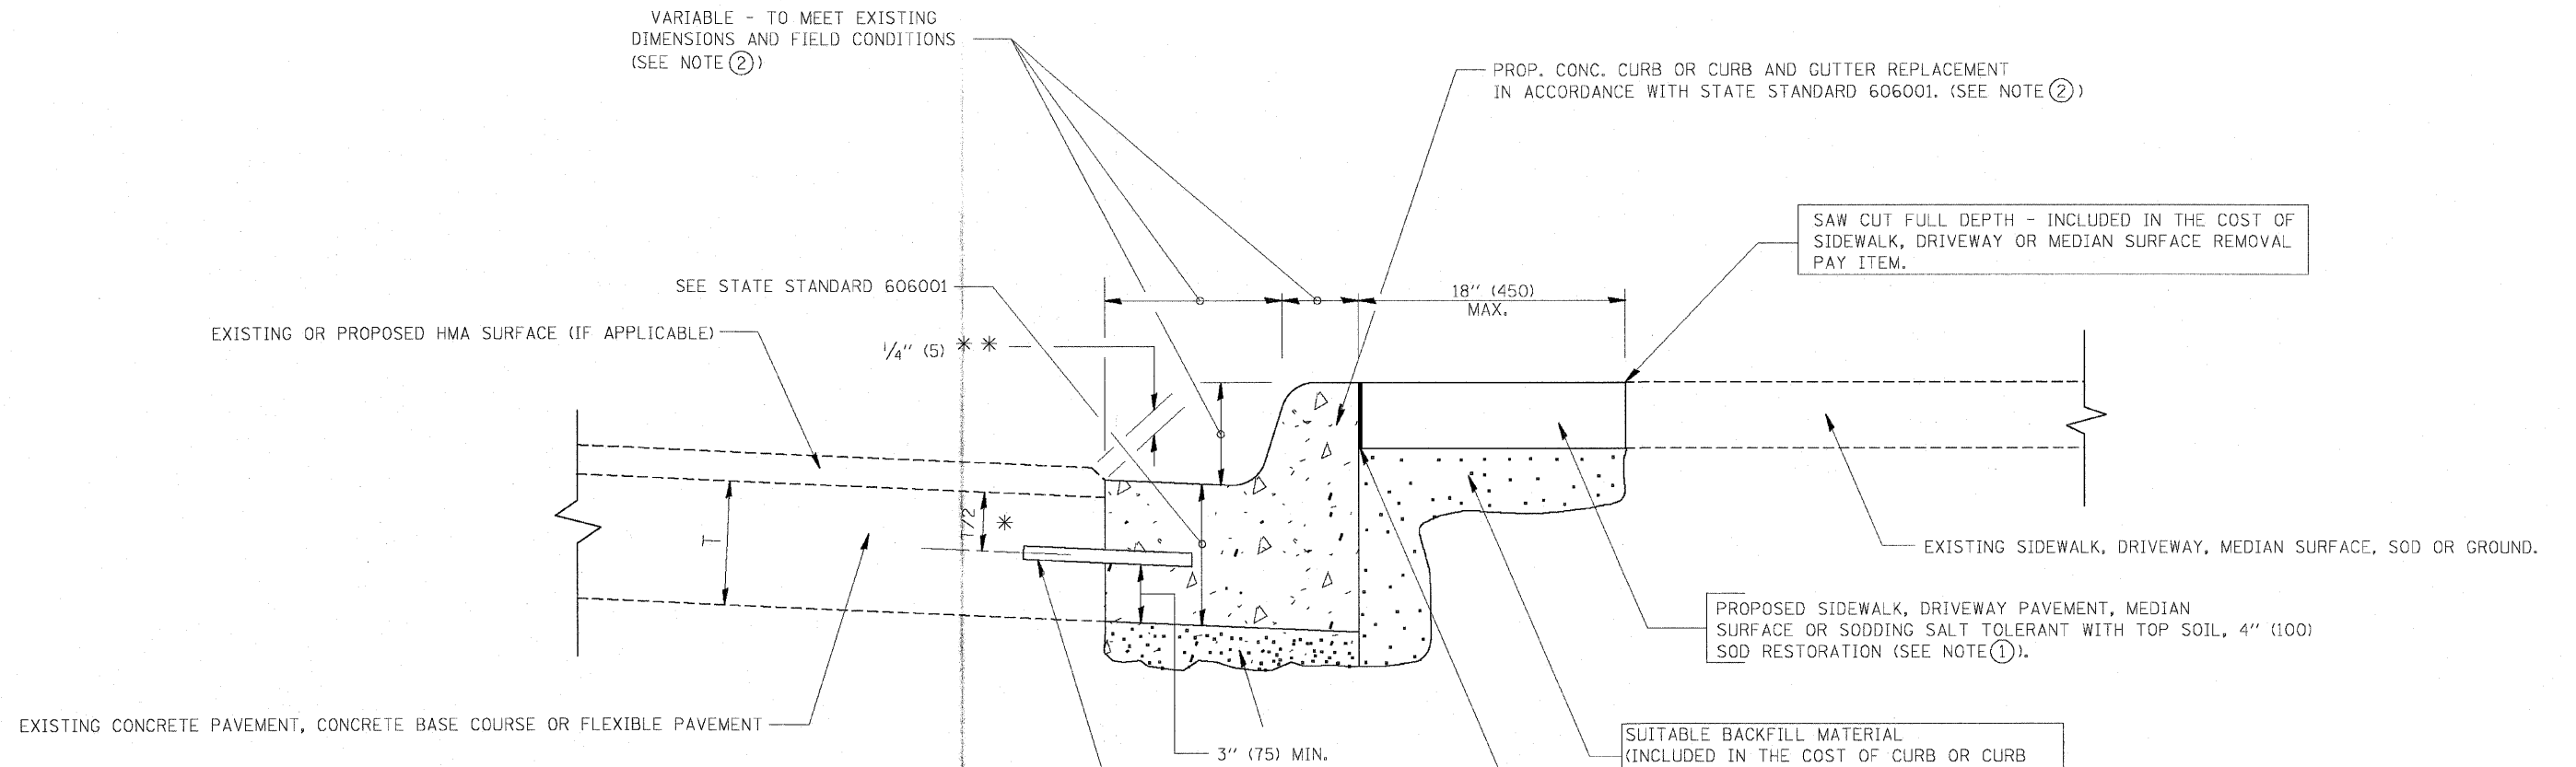 VARIABLE - TO MEET EXISTING
DIMENSIONS AND FIELD CONDITIONS
(SEE NOTE 2)
PROP. CONC. CURB OR CURB AND GUTTER REPLACEMENT
IN ACCORDANCE WITH STATE STANDARD 606001. (SEE NOTE 2)
SAW CUT FULL DEPTH - INCLUDED IN THE COST OF
SIDEWALK, DRIVEWAY OR MEDIAN SURFACE REMOVAL
PAY ITEM.
SEE STATE STANDARD 606001
18" (450)
MAX.
EXISTING OR PROPOSED HMA SURFACE (IF APPLICABLE)
1/4" (5) * *
T
T/2 *
EXISTING SIDEWALK, DRIVEWAY, MEDIAN SURFACE, SOD OR GROUND.
PROPOSED SIDEWALK, DRIVEWAY PAVEMENT, MEDIAN
SURFACE OR SODDING SALT TOLERANT WITH TOP SOIL, 4" (100)
SOD RESTORATION (SEE NOTE 1).
EXISTING CONCRETE PAVEMENT, CONCRETE BASE COURSE OR FLEXIBLE PAVEMENT
3" (75) MIN.
SUITABLE BACKFILL MATERIAL
(INCLUDED IN THE COST OF CURB OR CURB